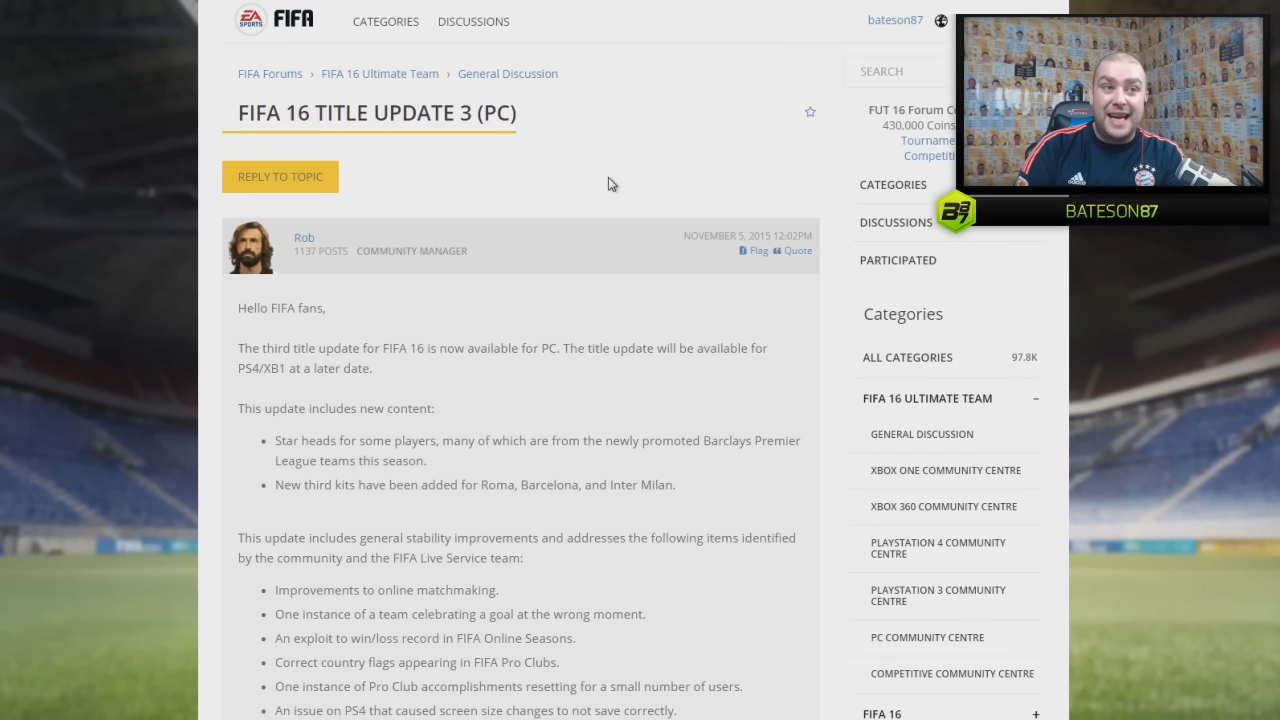 EA SPORTS FIFA CATEGORIES DISCUSSIONS bateson87
FIFA Forums › FIFA 16 Ultimate Team › General Discussion
FIFA 16 TITLE UPDATE 3 (PC)
REPLY TO TOPIC
Rob
1137 POSTS COMMUNITY MANAGER
NOVEMBER 5, 2015 12:02PM
Flag Quote
Hello FIFA fans,
The third title update for FIFA 16 is now available for PC. The title update will be available for
PS4/XB1 at a later date.
This update includes new content:
• Star heads for some players, many of which are from the newly promoted Barclays Premier
League teams this season.
• New third kits have been added for Roma, Barcelona, and Inter Milan.
This update includes general stability improvements and addresses the following items identified
by the community and the FIFA Live Service team:
• Improvements to online matchmaking.
• One instance of a team celebrating a goal at the wrong moment.
• An exploit to win/loss record in FIFA Online Seasons.
• Correct country flags appearing in FIFA Pro Clubs.
• One instance of Pro Club accomplishments resetting for a small number of users.
• An issue on PS4 that caused screen size changes to not save correctly.
SEARCH
FUT 16 Forum C
430,000 Coins
Tourname
Competiti
CATEGORIES
DISCUSSIONS
PARTICIPATED
Categories
ALL CATEGORIES 97.8K
FIFA 16 ULTIMATE TEAM −
GENERAL DISCUSSION
XBOX ONE COMMUNITY CENTRE
XBOX 360 COMMUNITY CENTRE
PLAYSTATION 4 COMMUNITY
CENTRE
PLAYSTATION 3 COMMUNITY
CENTRE
PC COMMUNITY CENTRE
COMPETITIVE COMMUNITY CENTRE
FIFA 16 +
B87 BATESON87
adidas